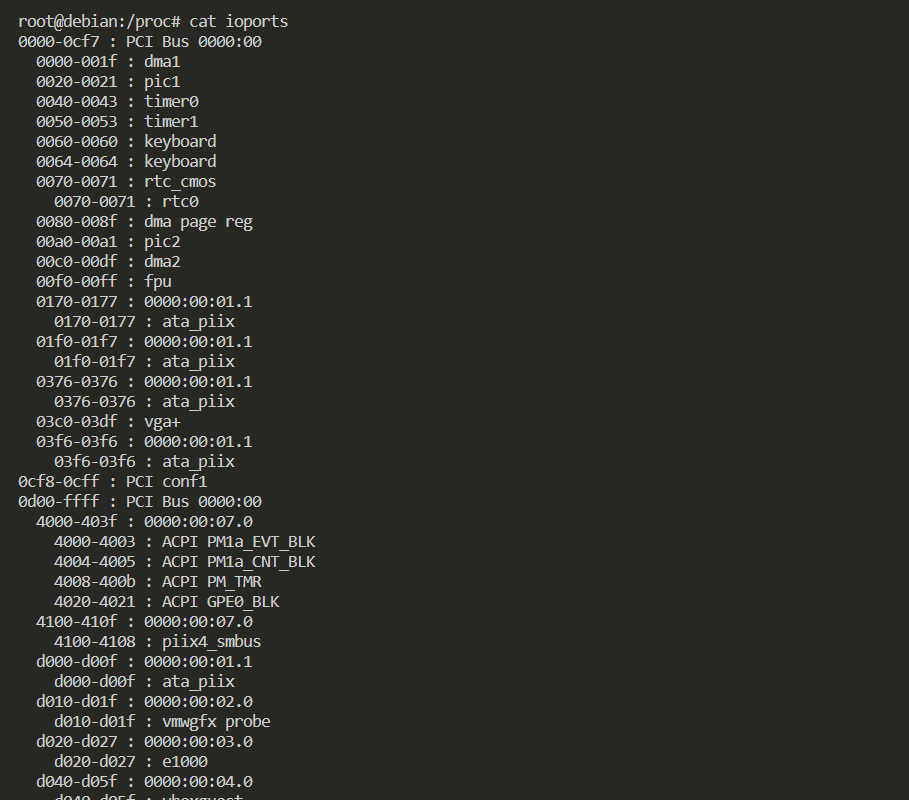 root@debian:/proc# cat ioports
0000-0cf7 : PCI Bus 0000:00
  0000-001f : dma1
  0020-0021 : pic1
  0040-0043 : timer0
  0050-0053 : timer1
  0060-0060 : keyboard
  0064-0064 : keyboard
  0070-0071 : rtc_cmos
    0070-0071 : rtc0
  0080-008f : dma page reg
  00a0-00a1 : pic2
  00c0-00df : dma2
  00f0-00ff : fpu
  0170-0177 : 0000:00:01.1
    0170-0177 : ata_piix
  01f0-01f7 : 0000:00:01.1
    01f0-01f7 : ata_piix
  0376-0376 : 0000:00:01.1
    0376-0376 : ata_piix
  03c0-03df : vga+
  03f6-03f6 : 0000:00:01.1
    03f6-03f6 : ata_piix
0cf8-0cff : PCI conf1
0d00-ffff : PCI Bus 0000:00
  4000-403f : 0000:00:07.0
    4000-4003 : ACPI PM1a_EVT_BLK
    4004-4005 : ACPI PM1a_CNT_BLK
    4008-400b : ACPI PM_TMR
    4020-4021 : ACPI GPE0_BLK
  4100-410f : 0000:00:07.0
    4100-4108 : piix4_smbus
  d000-d00f : 0000:00:01.1
    d000-d00f : ata_piix
  d010-d01f : 0000:00:02.0
    d010-d01f : vmwgfx probe
  d020-d027 : 0000:00:03.0
    d020-d027 : e1000
  d040-d05f : 0000:00:04.0
    d040-d05f : vboxguest